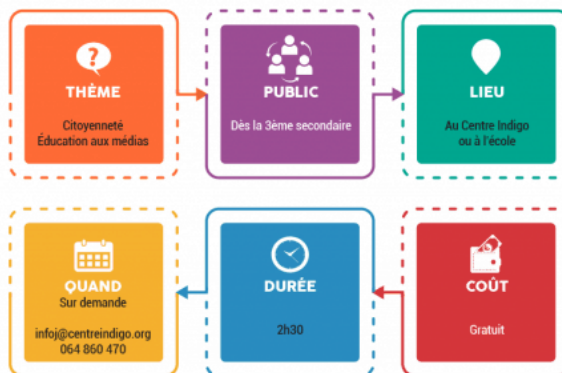 THÈME
Citoyenneté
Éducation aux médias
PUBLIC
Dès la 3ème secondaire
LIEU
Au Centre Indigo
ou à l'école
QUAND
Sur demande
infoj@centreindigo.org
064 860 470
DURÉE
2h30
COÛT
Gratuit